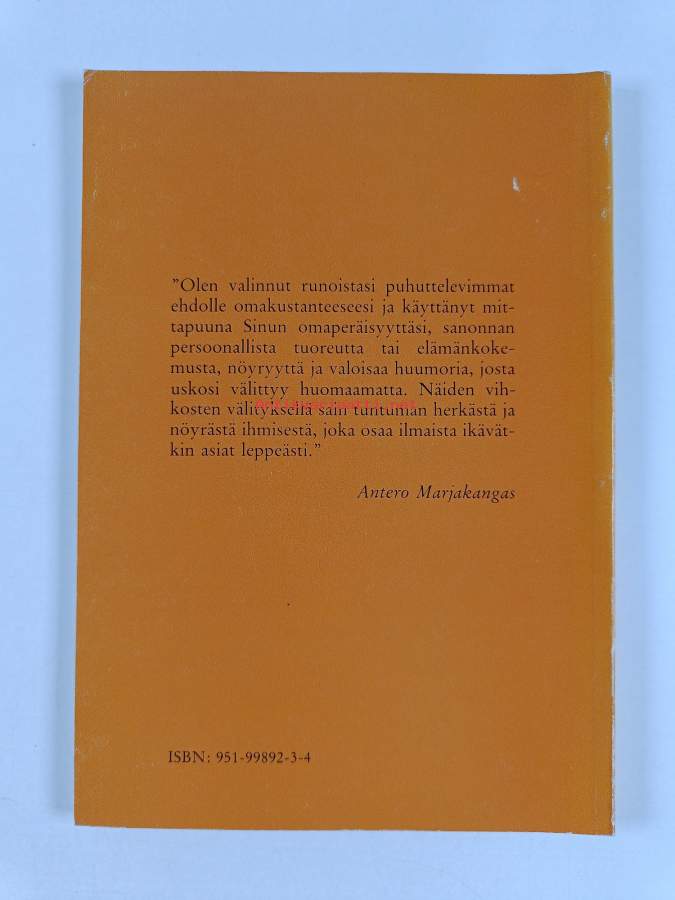 ”Olen valinnut runoistasi puhuttelevimmat
ehdolle omakustanteeseesi ja käyttänyt mit-
tapuuna Sinun omaperäisyyttäsi, sanonnan
persoonallista tuoreutta tai elämänkoke-
musta, nöyryyttä ja valoisaa huumoria, josta
uskosi välittyy huomaamatta. Näiden vih-
kosten välityksellä sain tuntuman herkästä ja
nöyrästä ihmisestä, joka osaa ilmaista ikävät-
kin asiat leppeästi.”
Antero Marjakangas
ISBN: 951-99892-3-4